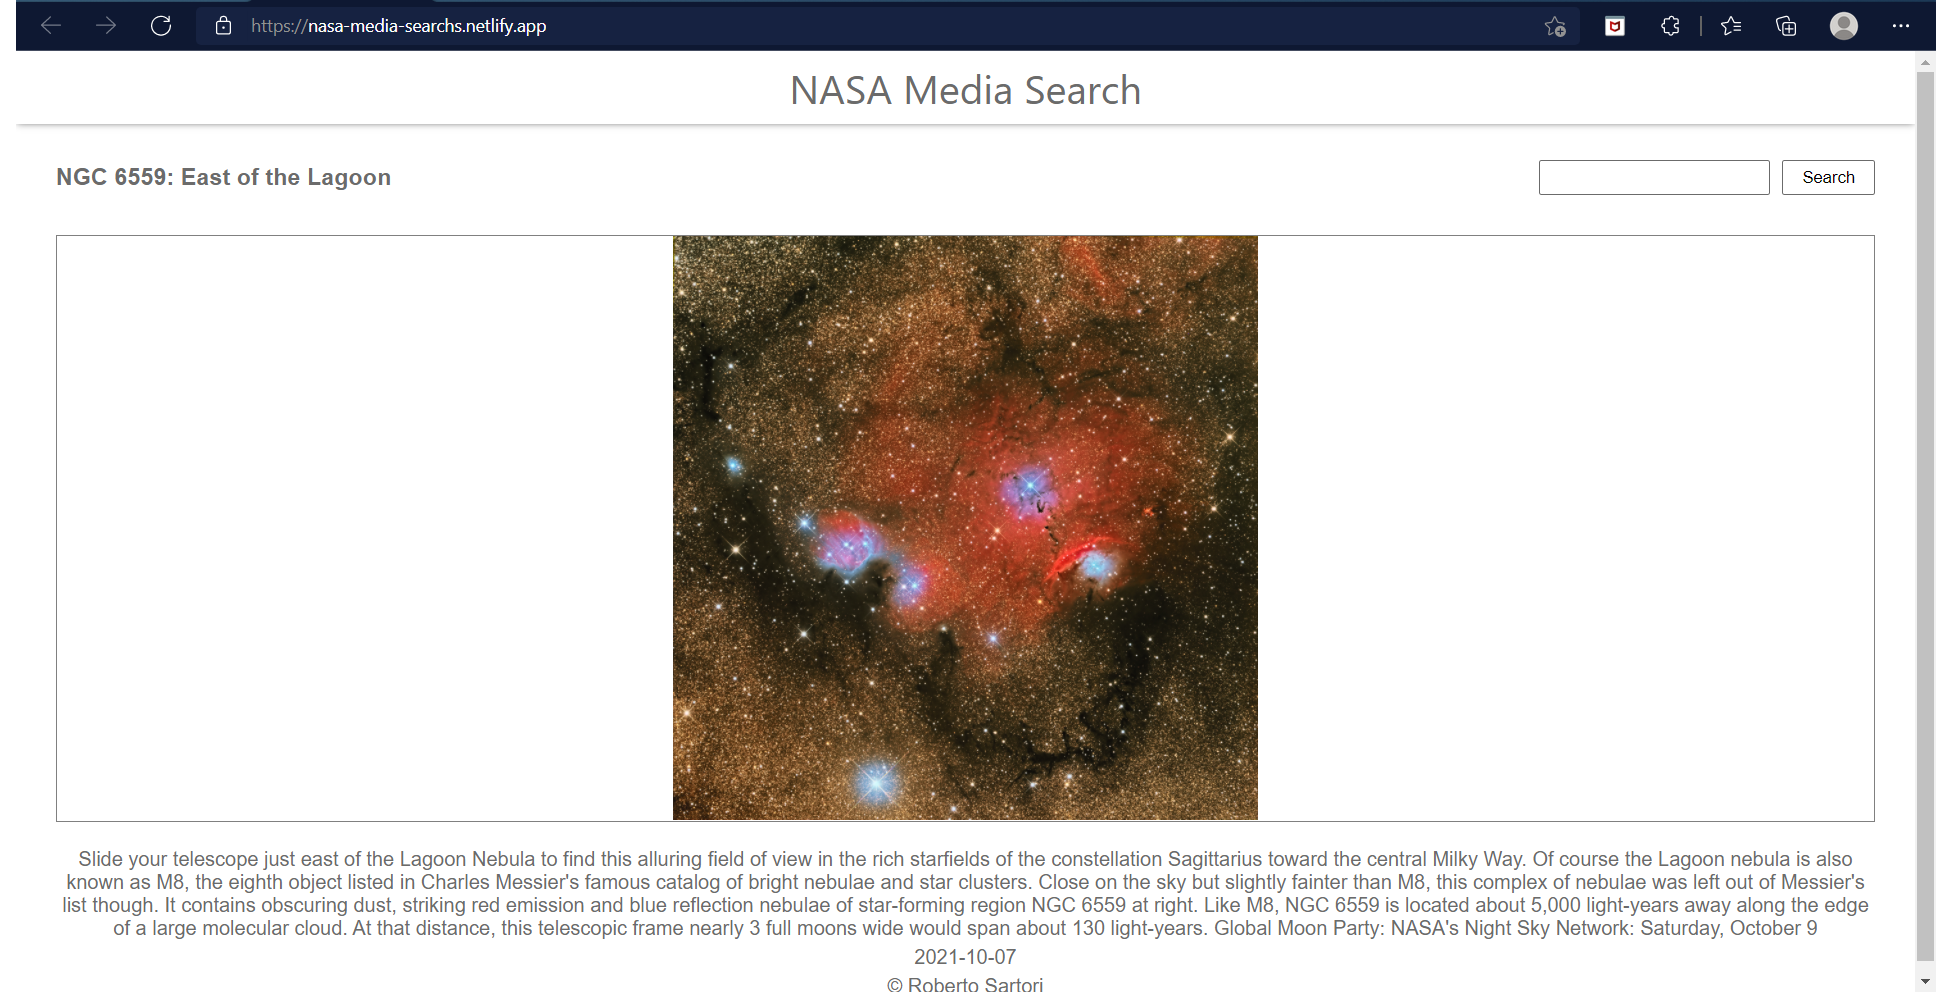 https://nasa-media-searchs.netlify.app
NASA Media Search
NGC 6559: East of the Lagoon
Search
Slide your telescope just east of the Lagoon Nebula to find this alluring field of view in the rich starfields of the constellation Sagittarius toward the central Milky Way. Of course the Lagoon nebula is also
known as M8, the eighth object listed in Charles Messier's famous catalog of bright nebulae and star clusters. Close on the sky but slightly fainter than M8, this complex of nebulae was left out of Messier's
list though. It contains obscuring dust, striking red emission and blue reflection nebulae of star-forming region NGC 6559 at right. Like M8, NGC 6559 is located about 5,000 light-years away along the edge
of a large molecular cloud. At that distance, this telescopic frame nearly 3 full moons wide would span about 130 light-years. Global Moon Party: NASA's Night Sky Network: Saturday, October 9
2021-10-07
© Roberto Sartori